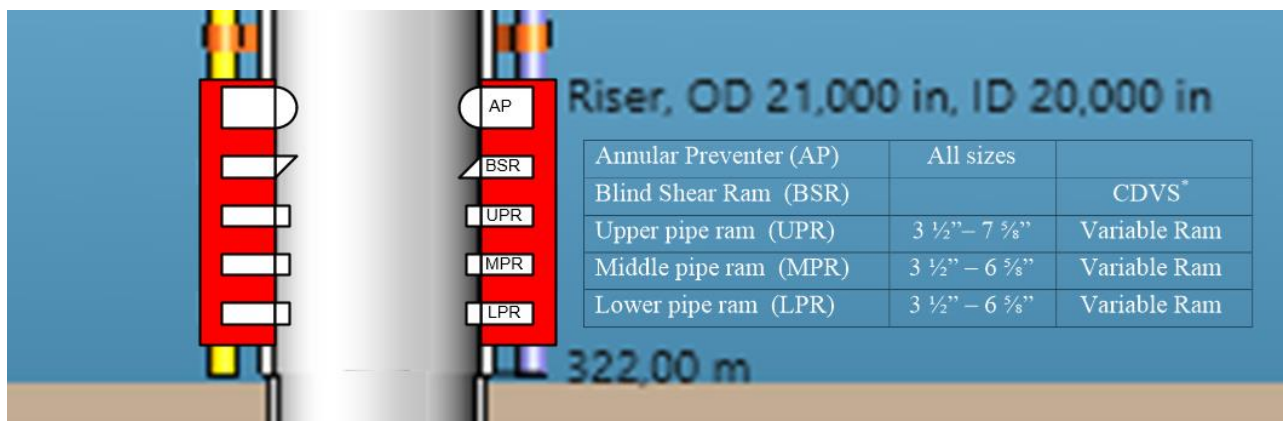 AP
BSR
UPR
MPR
LPR
Riser, OD 21,000 in, ID 20,000 in
Annular Preventer (AP) All sizes
Blind Shear Ram (BSR) CDVS*
Upper pipe ram (UPR) 3 ½”– 7 ⅝” Variable Ram
Middle pipe ram (MPR) 3 ½” – 6 ⅝” Variable Ram
Lower pipe ram (LPR) 3 ½” – 6 ⅝” Variable Ram
322,00 m